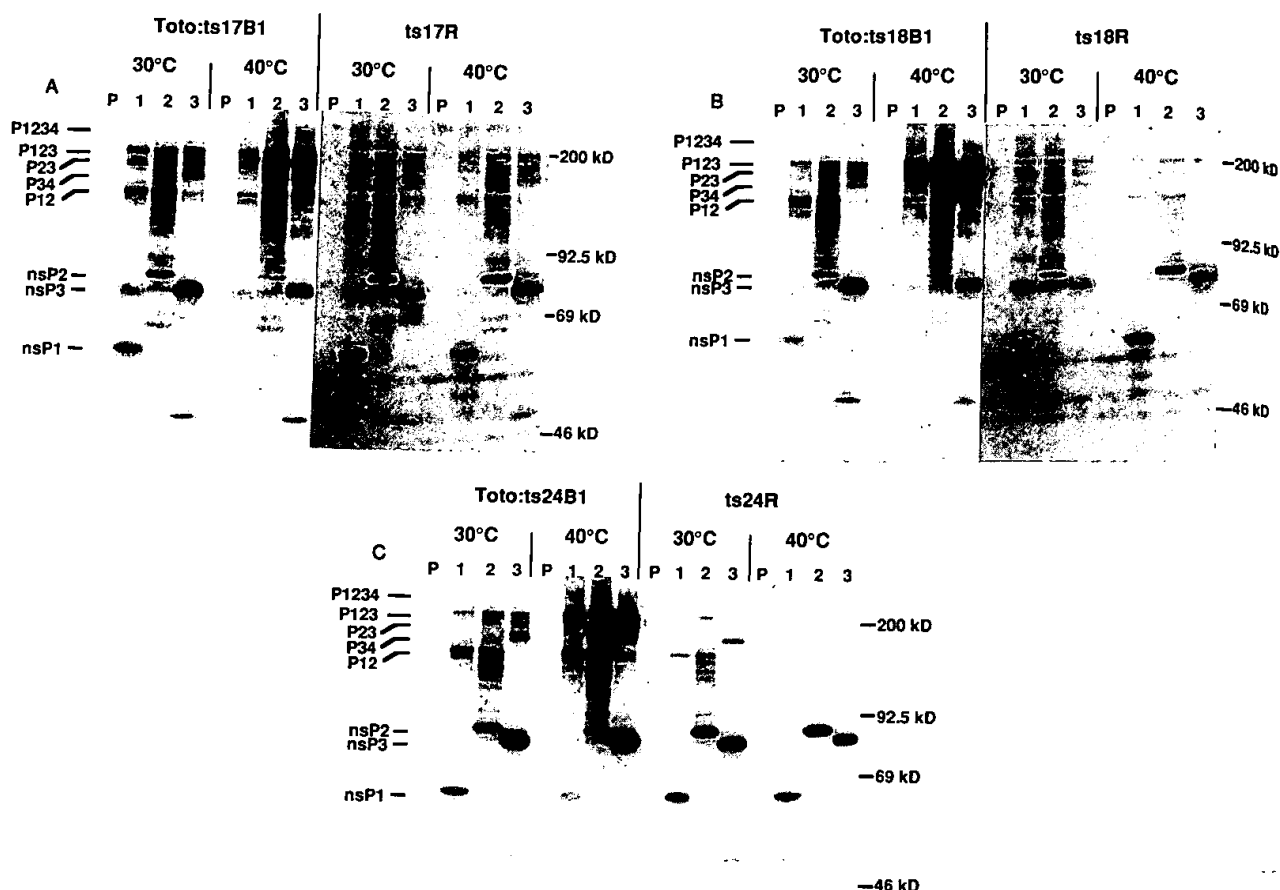 Toto:ts17B1 ts17R
30°C 40°C 30°C 40°C
A
P 1 2 3 P 1 2 3 P 1 2 3 P 1 2 3
P1234
P123
P23
P34
P12
nsP2
nsP3
nsP1
200 kD
92.5 kD
69 kD
46 kD
Toto:ts18B1 ts18R
30°C 40°C 30°C 40°C
B
P 1 2 3 P 1 2 3 P 1 2 3 P 1 2 3
P1234
P123
P23
P34
P12
nsP2
nsP3
nsP1
200 kD
92.5 kD
69 kD
46 kD
Toto:ts24B1 ts24R
30°C 40°C 30°C 40°C
C
P 1 2 3 P 1 2 3 P 1 2 3 P 1 2 3
P1234
P123
P23
P34
P12
nsP2
nsP3
nsP1
200 kD
92.5 kD
69 kD
46 kD